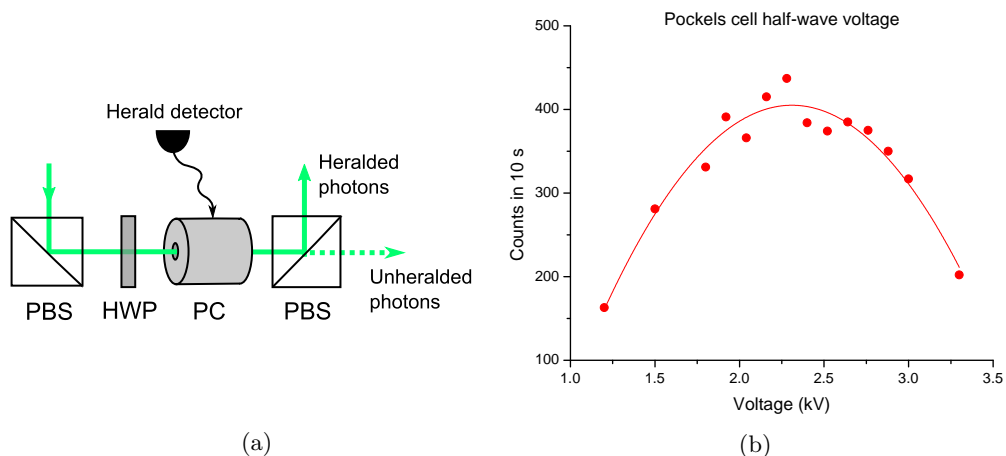 Herald detector
Heralded
photons
Unheralded
photons
PBS
HWP
PC
PBS
(a)
Pockels cell half-wave voltage
500
400
300
200
100
Counts in 10 s
1.0
1.5
2.0
2.5
3.0
3.5
Voltage (kV)
(b)